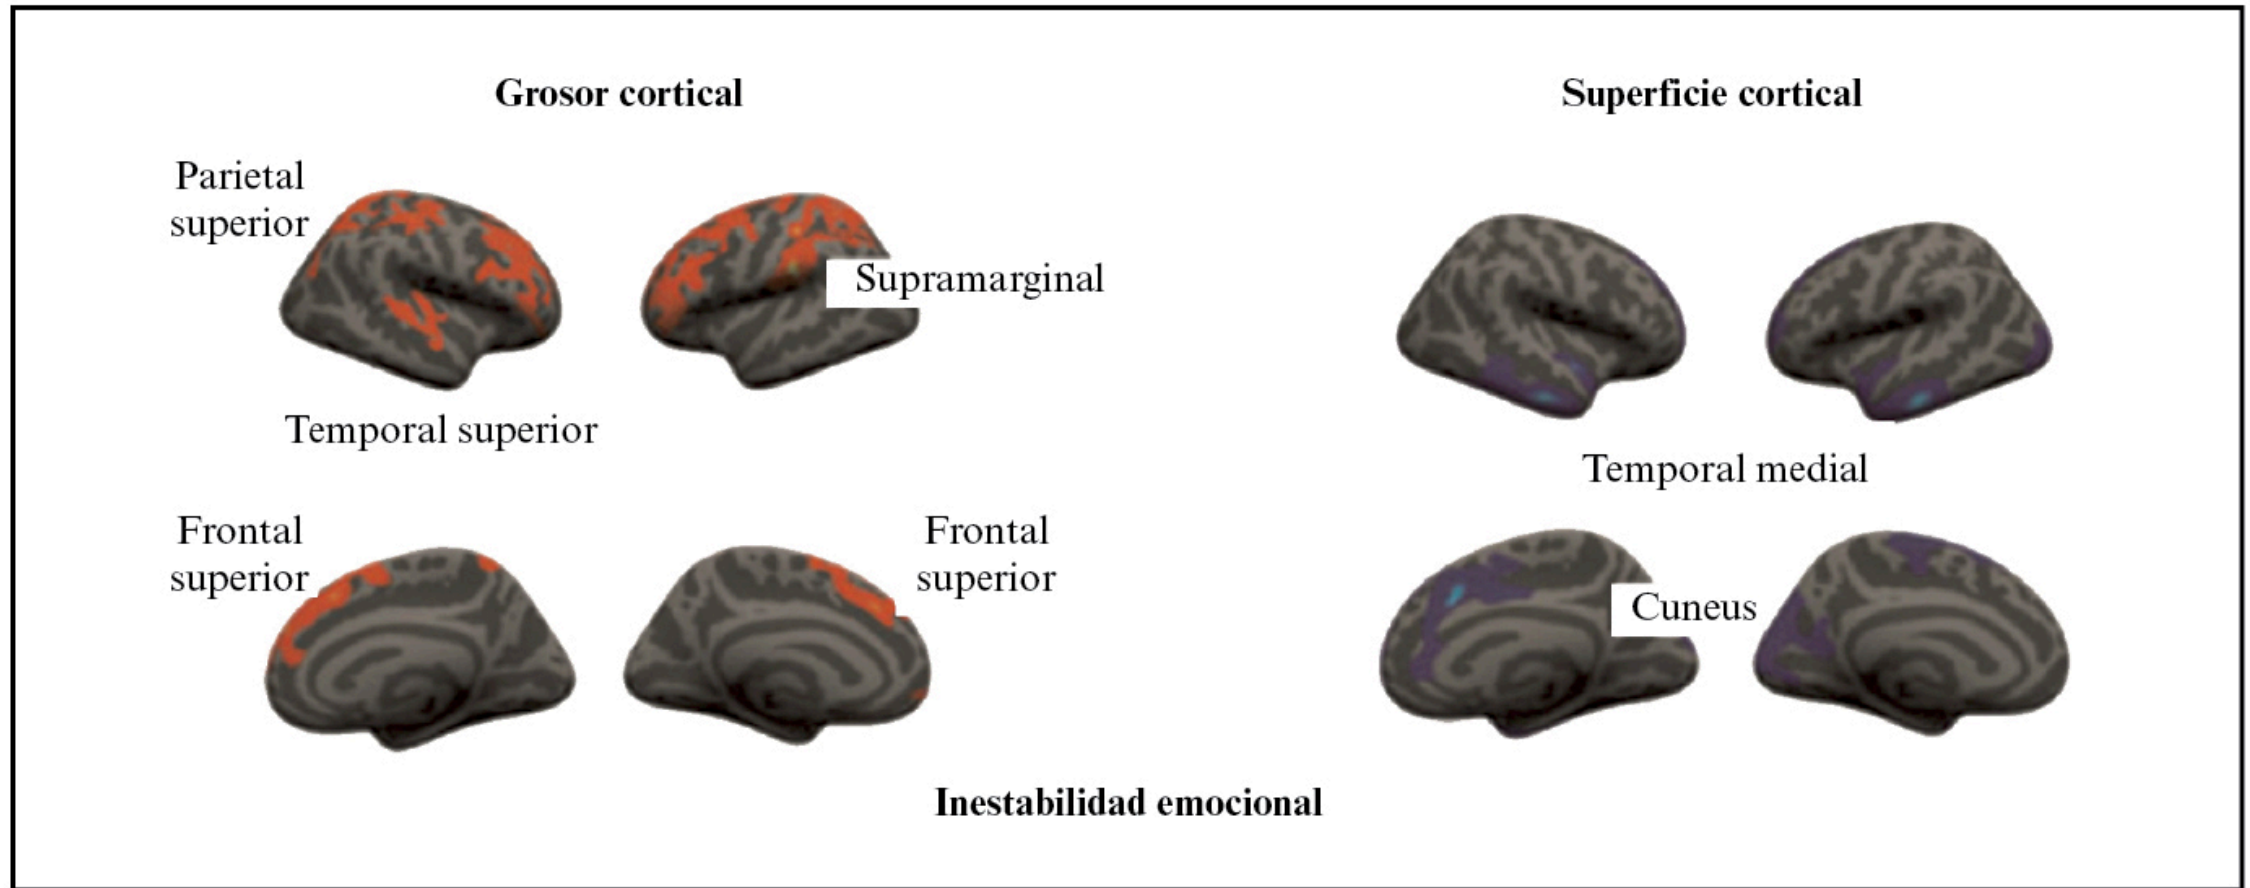 Grosor cortical
Superficie cortical
Parietal
superior
Supramarginal
Temporal superior
Temporal medial
Frontal
superior
Frontal
superior
Cuneus
Inestabilidad emocional